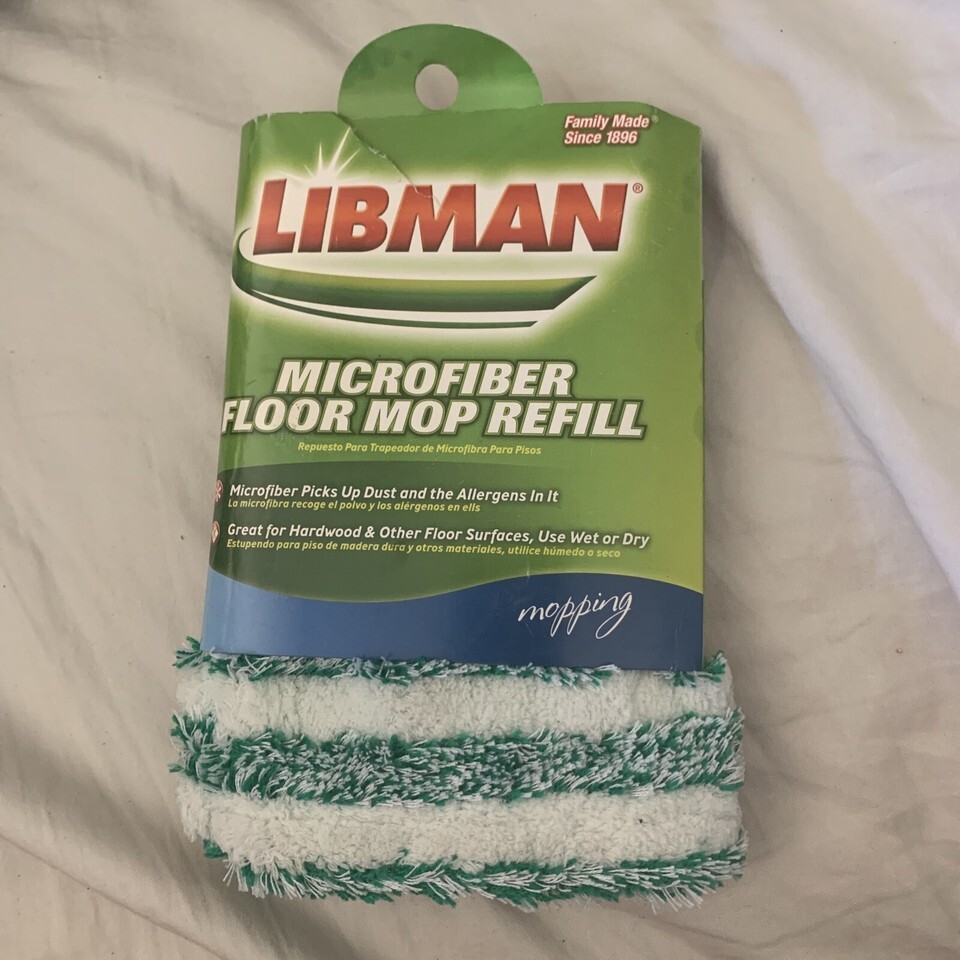 Family Made®
Since 1896
LIBMAN®
MICROFIBER
FLOOR MOP REFILL
Repuesto Para Trapeador de Microfibra Para Pisos
Microfiber Picks Up Dust and the Allergens In It
La microfibra recoge el polvo y los alérgenos en ells
Great for Hardwood & Other Floor Surfaces, Use Wet or Dry
Estupendo para piso de madera dura y otros materiales, utilice húmedo o seco
mopping